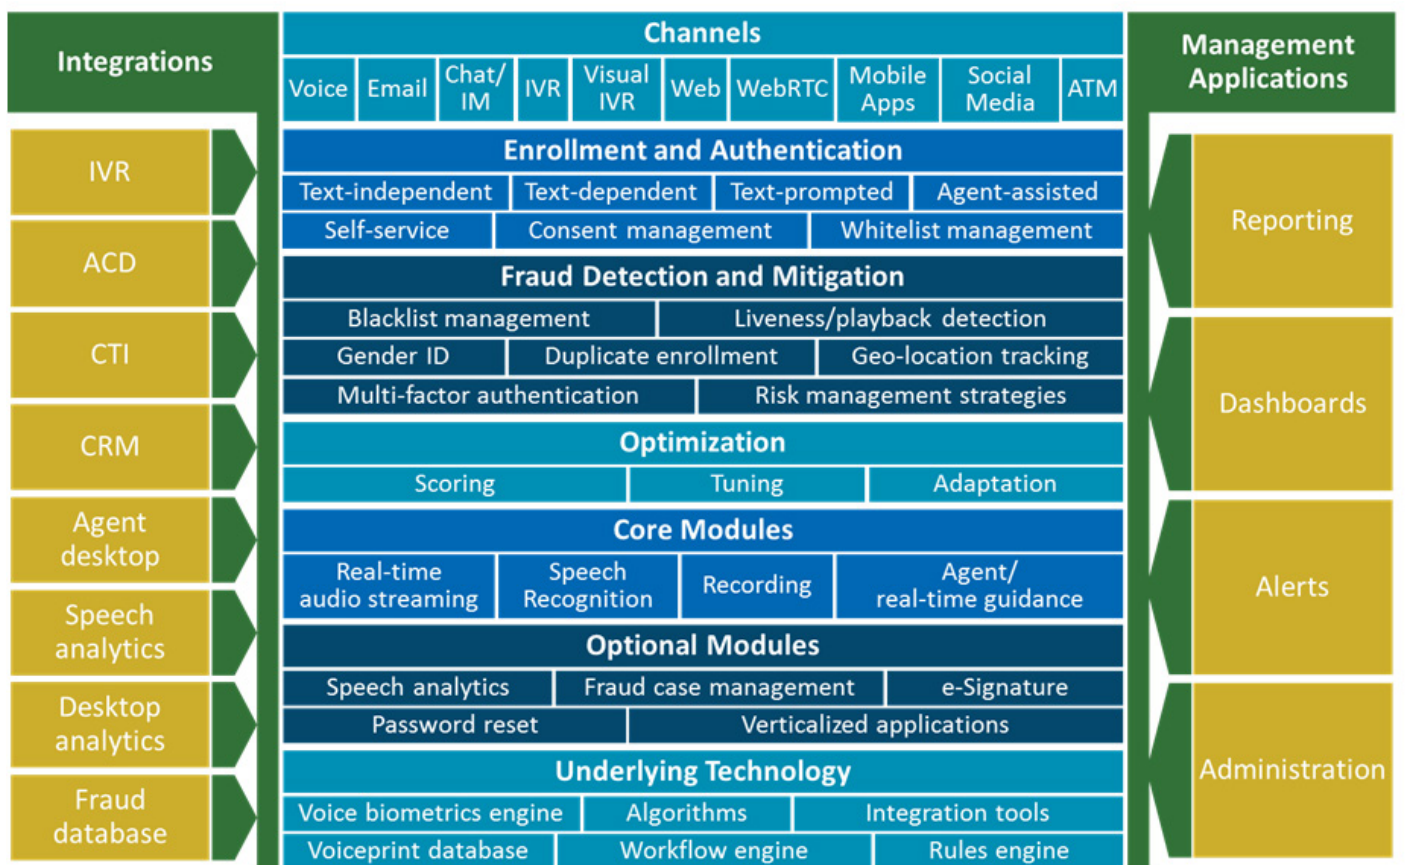 Integrations
IVR
ACD
CTI
CRM
Agent
desktop
Speech
analytics
Desktop
analytics
Fraud
database
Channels
Voice
Email
Chat/
IM
IVR
Visual
IVR
Web
WebRTC
Mobile
Apps
Social
Media
ATM
Enrollment and Authentication
Text-independent
Text-dependent
Text-prompted
Agent-assisted
Self-service
Consent management
Whitelist management
Fraud Detection and Mitigation
Blacklist management
Liveness/playback detection
Gender ID
Duplicate enrollment
Geo-location tracking
Multi-factor authentication
Risk management strategies
Optimization
Scoring
Tuning
Adaptation
Core Modules
Real-time
audio streaming
Speech
Recognition
Recording
Agent/
real-time guidance
Optional Modules
Speech analytics
Fraud case management
e-Signature
Password reset
Verticalized applications
Underlying Technology
Voice biometrics engine
Algorithms
Integration tools
Voiceprint database
Workflow engine
Rules engine
Management
Applications
Reporting
Dashboards
Alerts
Administration